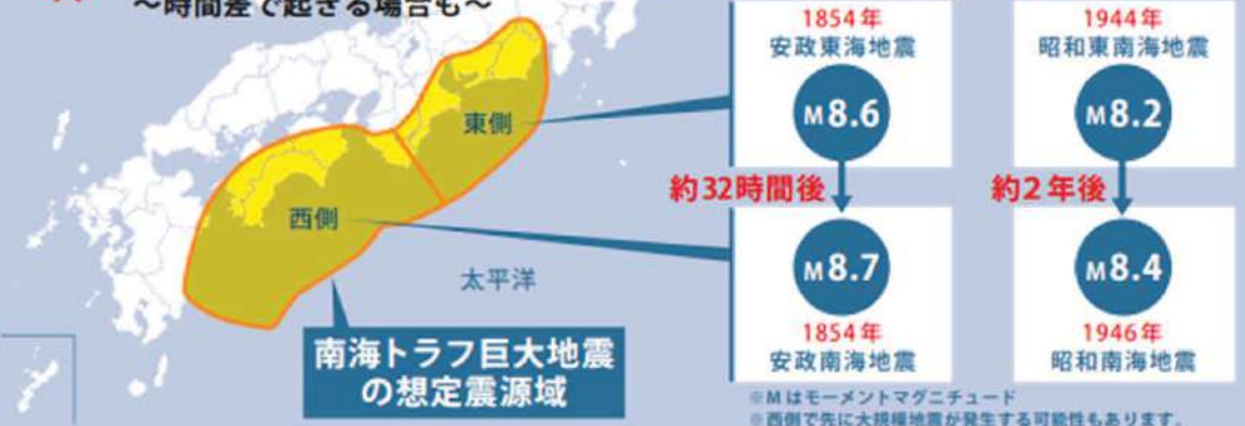 ～時間差で起きる場合も～
東側
西側
太平洋
南海トラフ巨大地震
の想定震源域
1854年
安政東海地震
M8.6
約32時間後
M8.7
1854年
安政南海地震
1944年
昭和東南海地震
M8.2
約2年後
M8.4
1946年
昭和南海地震
※Mはモーメントマグニチュード
※西側で先に大規模地震が発生する可能性もあります。